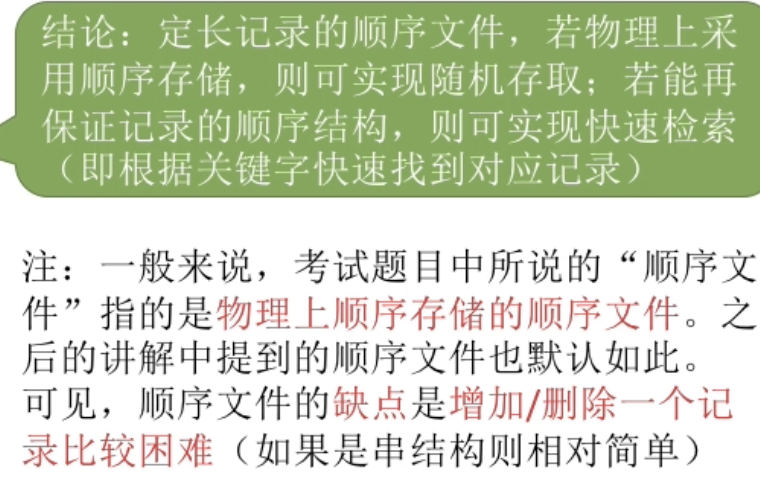 结论：定长记录的顺序文件，若物理上采
用顺序存储，则可实现随机存取；若能再
保证记录的顺序结构，则可实现快速检索
（即根据关键字快速找到对应记录）
注：一般来说，考试题目中所说的“顺序文
件”指的是物理上顺序存储的顺序文件。之
后的讲解中提到的顺序文件也默认如此。
可见，顺序文件的缺点是增加/删除一个记
录比较困难（如果是串结构则相对简单）